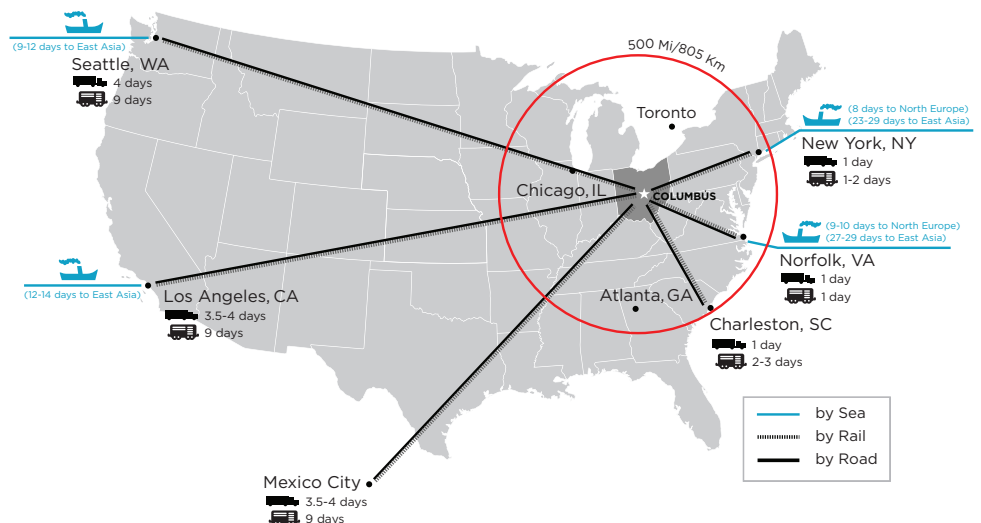 (9-12 days to East Asia)
Seattle, WA
4 days
9 days
500 Mi/805 Km
Toronto
(8 days to North Europe)
(23-29 days to East Asia)
New York, NY
1 day
1-2 days
Chicago, IL
COLUMBUS
(9-10 days to North Europe)
(27-29 days to East Asia)
Norfolk, VA
1 day
1 day
(12-14 days to East Asia)
Los Angeles, CA
3.5-4 days
9 days
Atlanta, GA
Charleston, SC
1 day
2-3 days
by Sea
by Rail
by Road
Mexico City
3.5-4 days
9 days